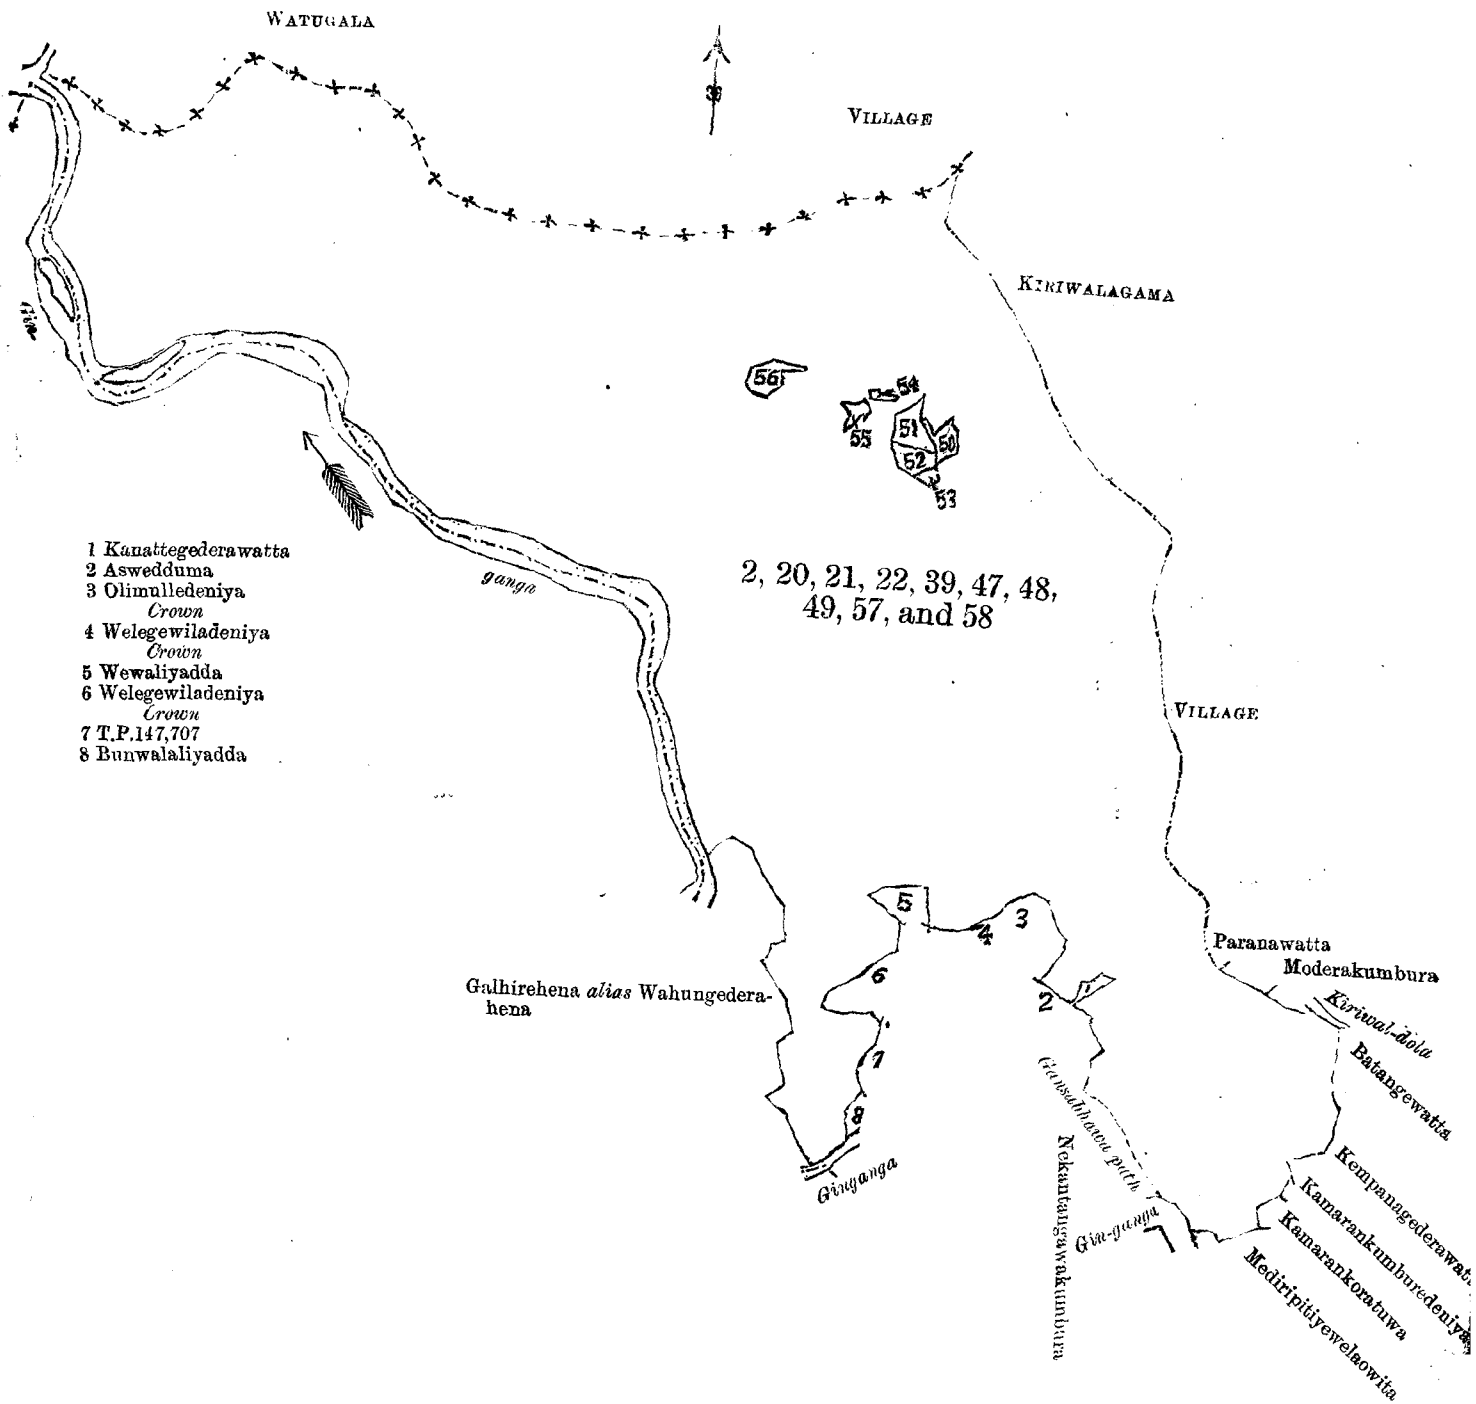 WATUGALA
VILLAGE
KIRIWALAGAMA
56
54
55
51
50
52
53
1 Kanattegederawatta
2 Aswedduma
3 Olimulledeniya
Crown
4 Welegewiladeniya
Crown
5 Wewaliyadda
6 Welegewiladeniya
Crown
7 T.P.147,707
8 Bunwalaliyadda
ganga
2, 20, 21, 22, 39, 47, 48,
49, 57, and 58
VILLAGE
5
4
3
6
2
1
7
8
Paranawatta
Moderakumbura
Kiriwal-dola
Galhirehena alias Wahungedera-
hena
Batangewatta
Gansabhawa path
Nekantangawakumbura
Ginganga
Gin-ganga
Kempanagederawatt
Kamarankumburedeniya
Kamarankoratuwa
Mediripitiyewelaowita